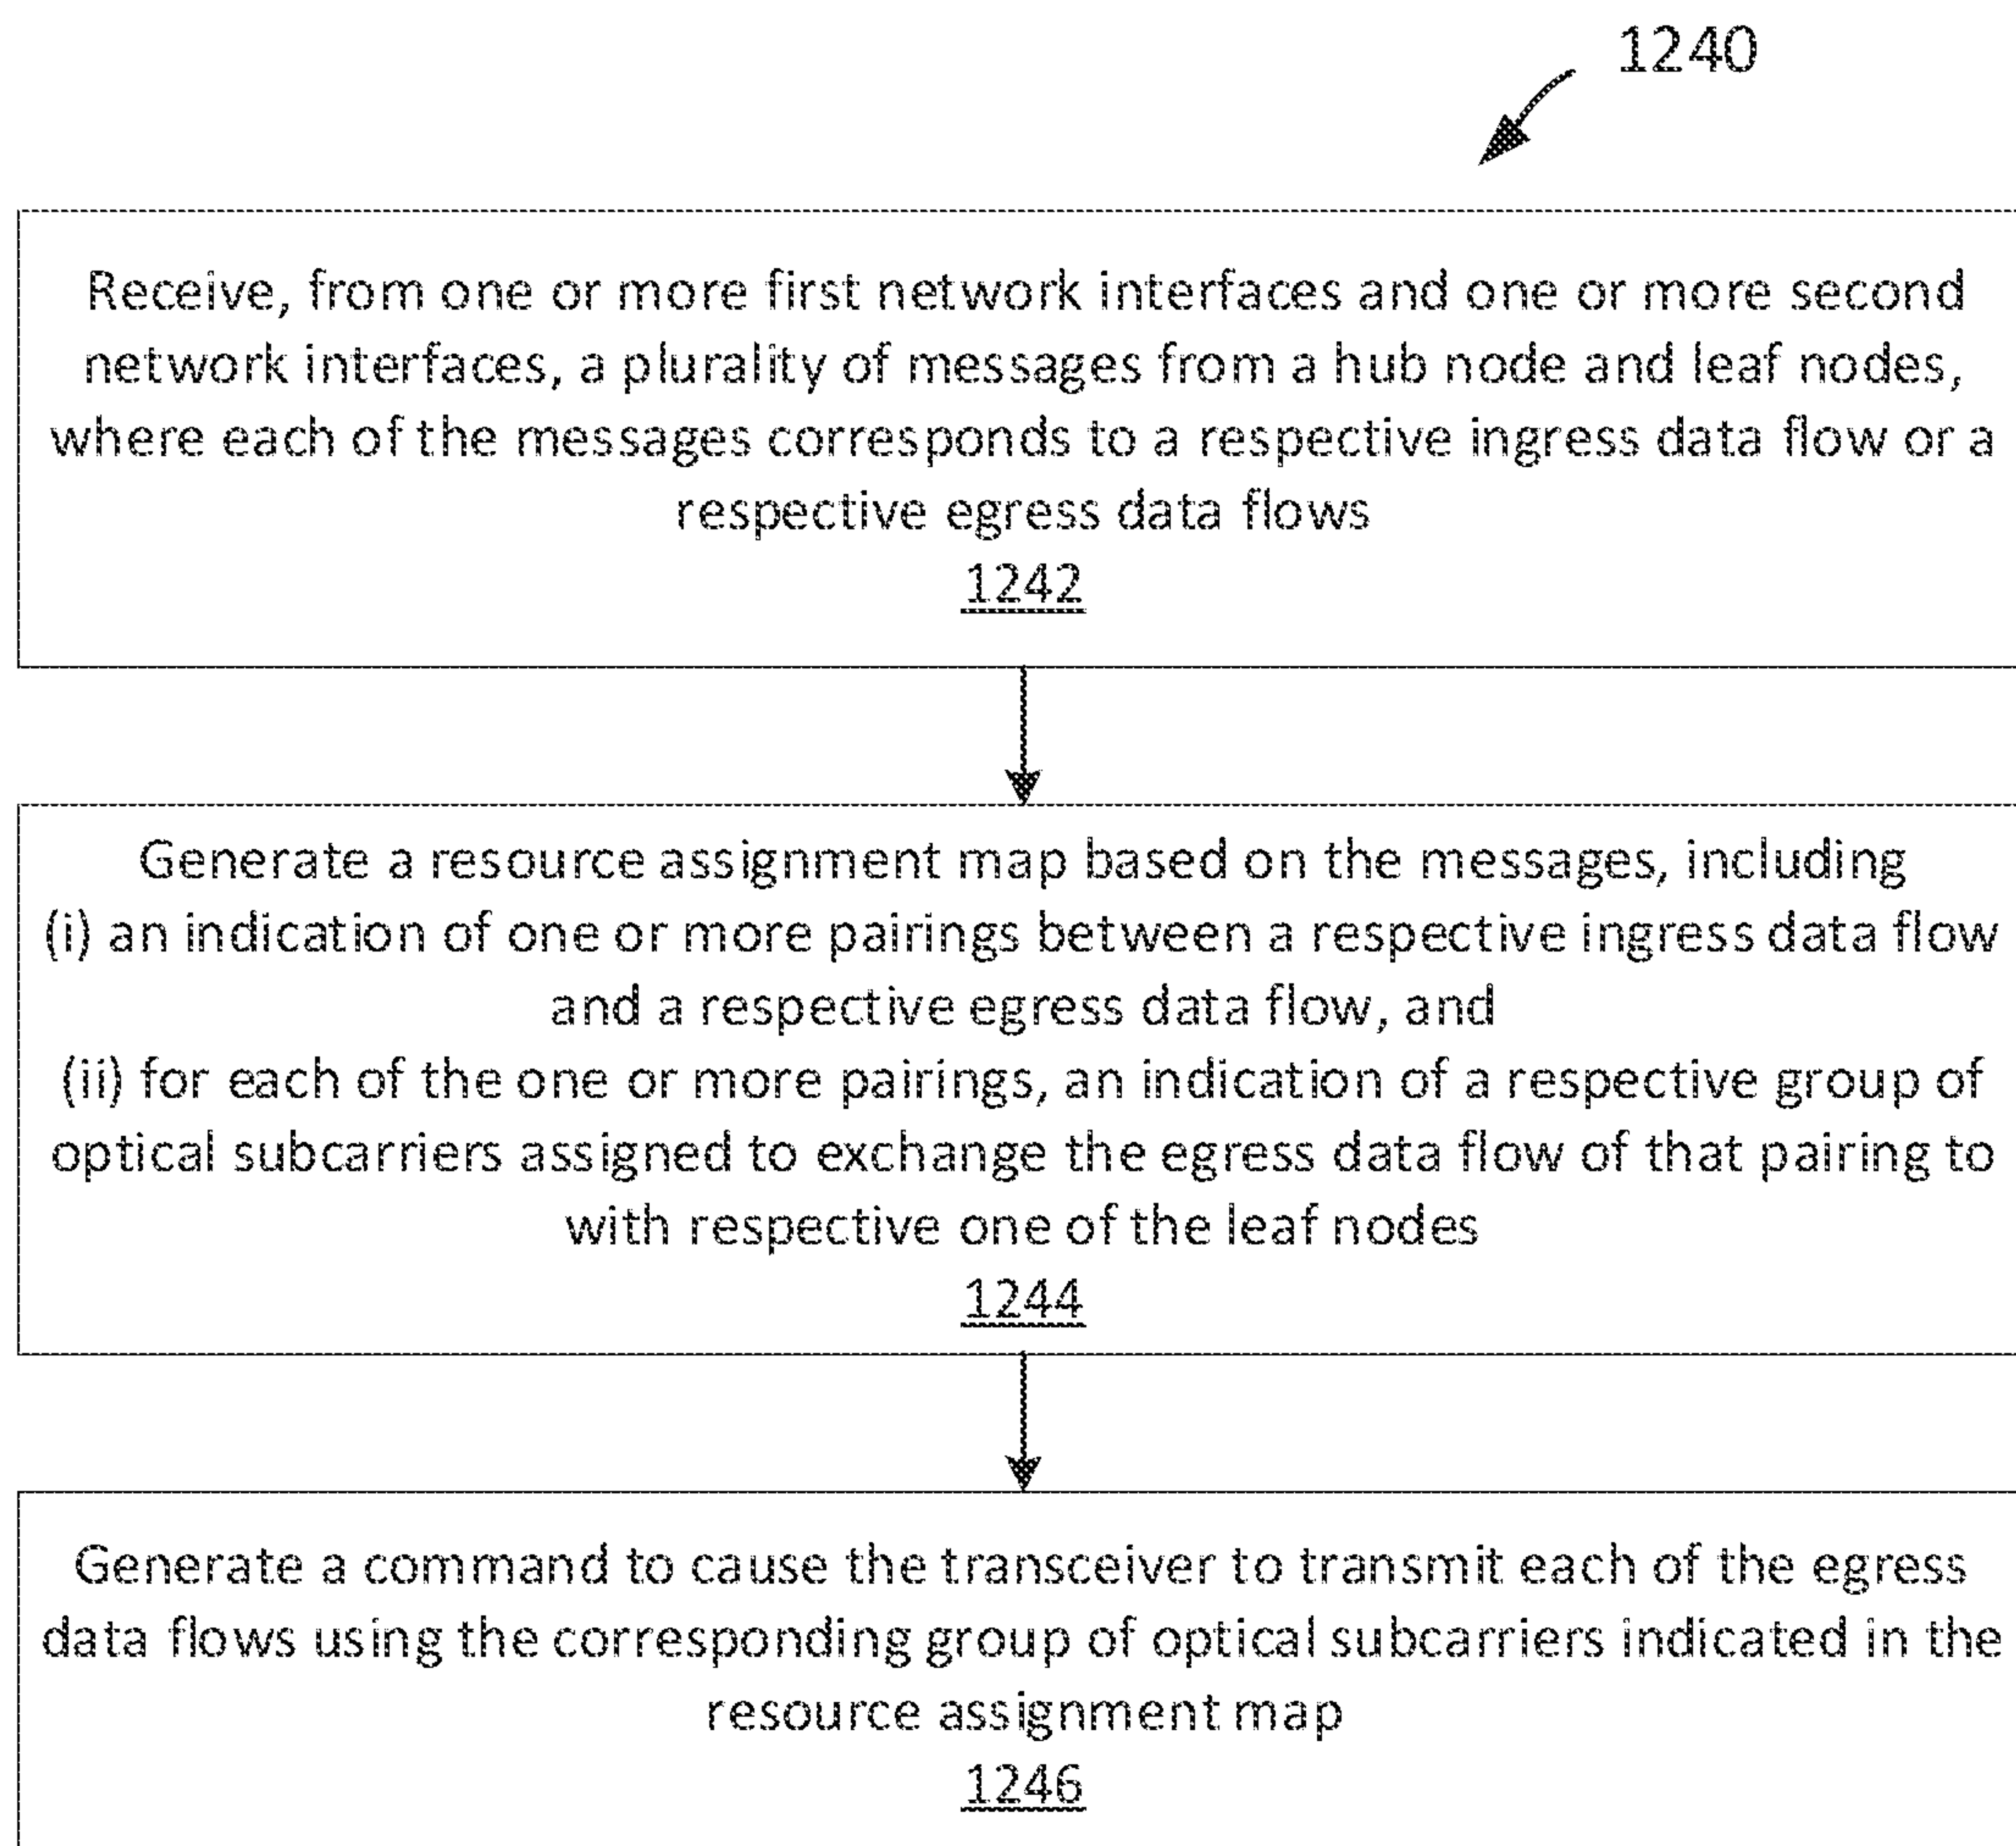 1240
Receive, from one or more first network interfaces and one or more second
network interfaces, a plurality of messages from a hub node and leaf nodes,
where each of the messages corresponds to a respective ingress data flow or a
respective egress data flows
1242
Generate a resource assignment map based on the messages, including
(i) an indication of one or more pairings between a respective ingress data flow
and a respective egress data flow, and
(ii) for each of the one or more pairings, an indication of a respective group of
optical subcarriers assigned to exchange the egress data flow of that pairing to
with respective one of the leaf nodes
1244
Generate a command to cause the transceiver to transmit each of the egress
data flows using the corresponding group of optical subcarriers indicated in the
resource assignment map
1246